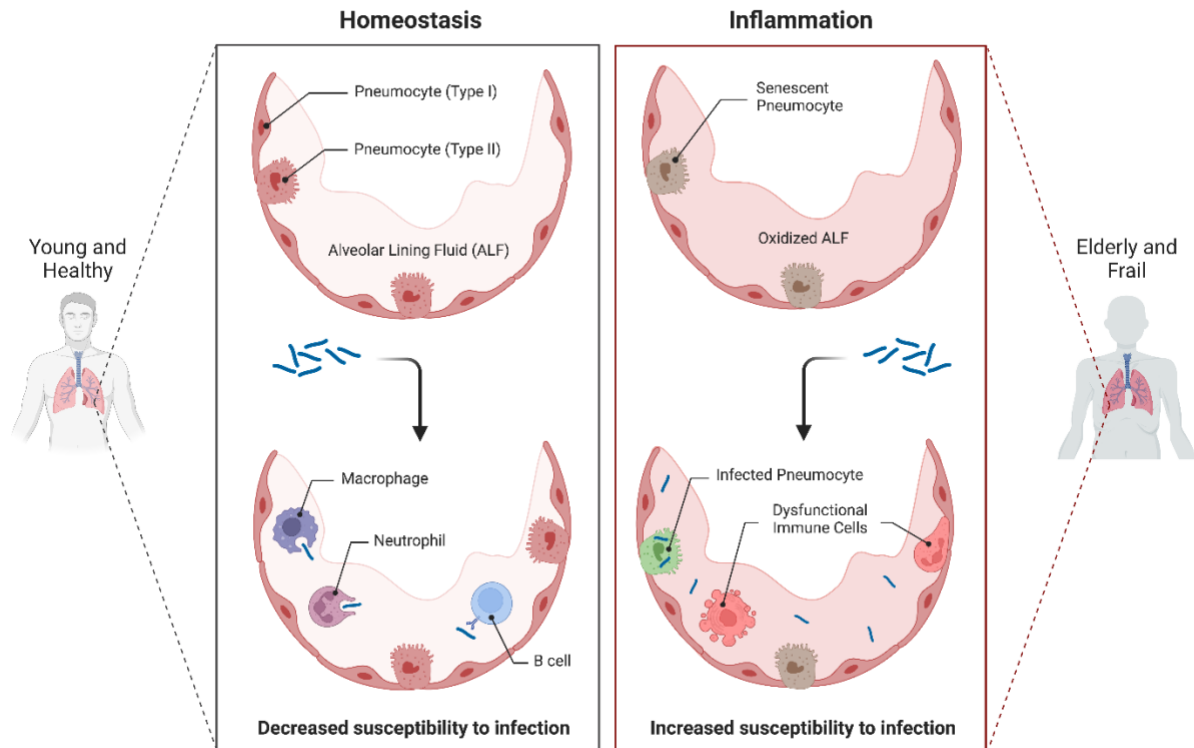 Homeostasis
Inflammation
Young and
Healthy
Pneumocyte (Type I)
Pneumocyte (Type II)
Alveolar Lining Fluid (ALF)
Macrophage
Neutrophil
B cell
Decreased susceptibility to infection
Senescent
Pneumocyte
Oxidized ALF
Infected Pneumocyte
Dysfunctional
Immune Cells
Increased susceptibility to infection
Elderly and
Frail